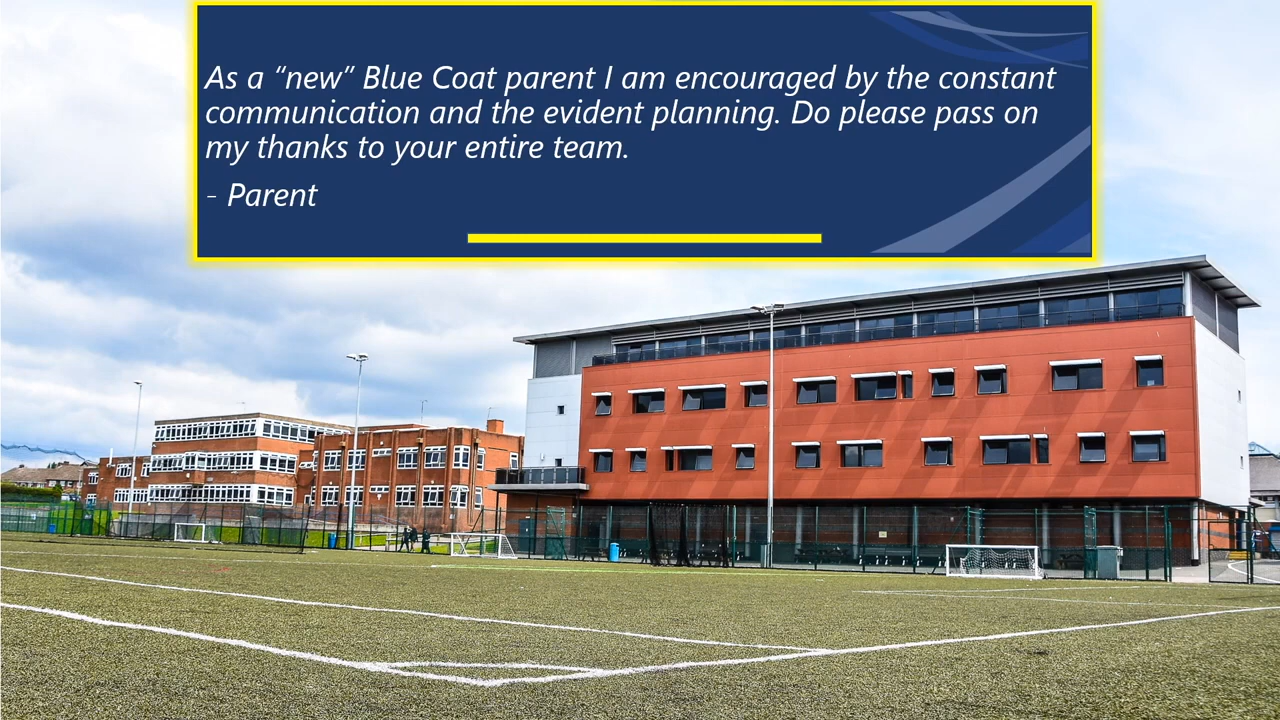 As a “new” Blue Coat parent I am encouraged by the constant
communication and the evident planning. Do please pass on
my thanks to your entire team.
- Parent